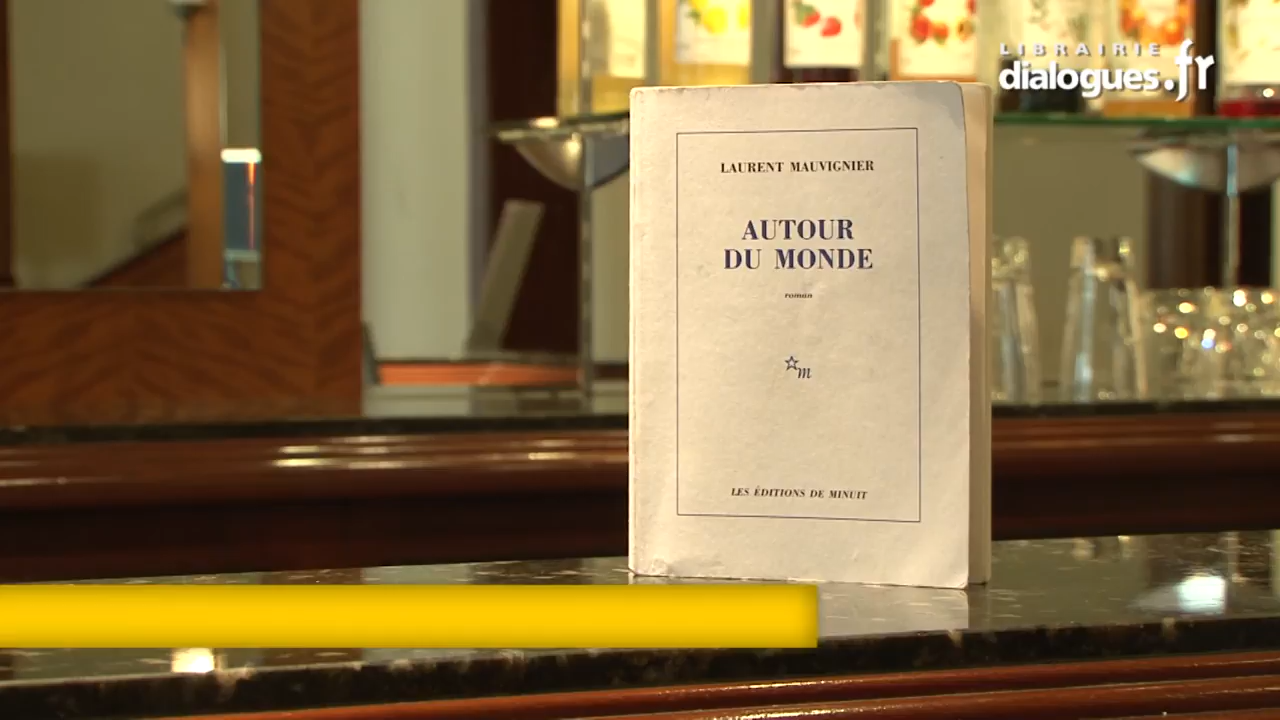 LIBRAIRIE
dialogues.fr
LAURENT MAUVIGNIER
AUTOUR
DU MONDE
roman
☆m
LES ÉDITIONS DE MINUIT